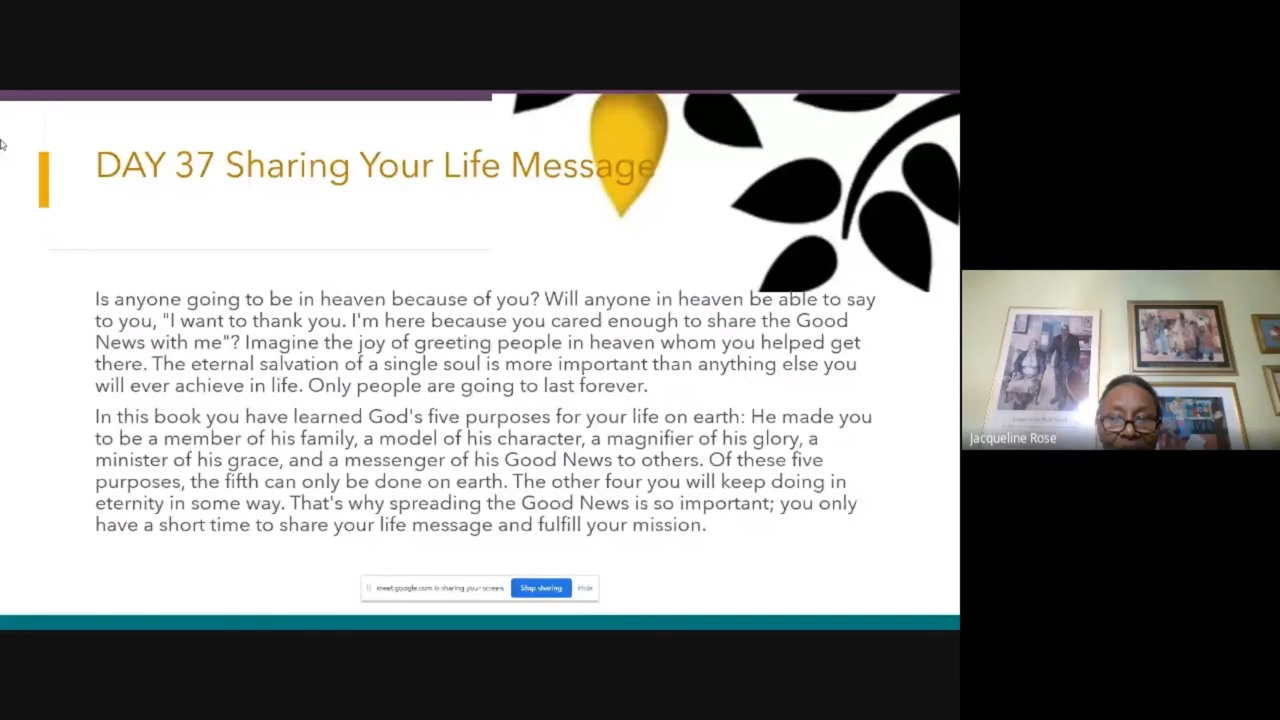 DAY 37 Sharing Your Life Message
Is anyone going to be in heaven because of you? Will anyone in heaven be able to say
to you, "I want to thank you. I'm here because you cared enough to share the Good
News with me"? Imagine the joy of greeting people in heaven whom you helped get
there. The eternal salvation of a single soul is more important than anything else you
will ever achieve in life. Only people are going to last forever.
In this book you have learned God's five purposes for your life on earth: He made you
to be a member of his family, a model of his character, a magnifier of his glory, a
minister of his grace, and a messenger of his Good News to others. Of these five
purposes, the fifth can only be done on earth. The other four you will keep doing in
eternity in some way. That's why spreading the Good News is so important; you only
have a short time to share your life message and fulfill your mission.
meet.google.com is sharing your screen. Stop sharing Hide
Jacqueline Rose